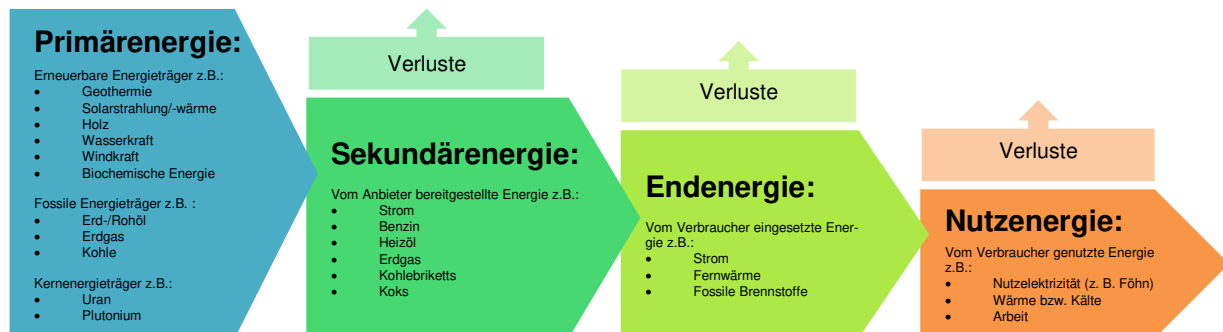 Primärenergie:
Erneuerbare Energieträger z.B.:
• Geothermie
• Solarstrahlung/-wärme
• Holz
• Wasserkraft
• Windkraft
• Biochemische Energie
Fossile Energieträger z.B. :
• Erd-/Rohöl
• Erdgas
• Kohle
Kernenergieträger z.B.:
• Uran
• Plutonium
Verluste
Sekundärenergie:
Vom Anbieter bereitgestellte Energie z.B.:
• Strom
• Benzin
• Heizöl
• Erdgas
• Kohlebriketts
• Koks
Verluste
Endenergie:
Vom Verbraucher eingesetzte Ener-
gie z.B.:
• Strom
• Fernwärme
• Fossile Brennstoffe
Verluste
Nutzenergie:
Vom Verbraucher genutzte Energie
z.B.:
• Nutzelektrizität (z. B. Föhn)
• Wärme bzw. Kälte
• Arbeit